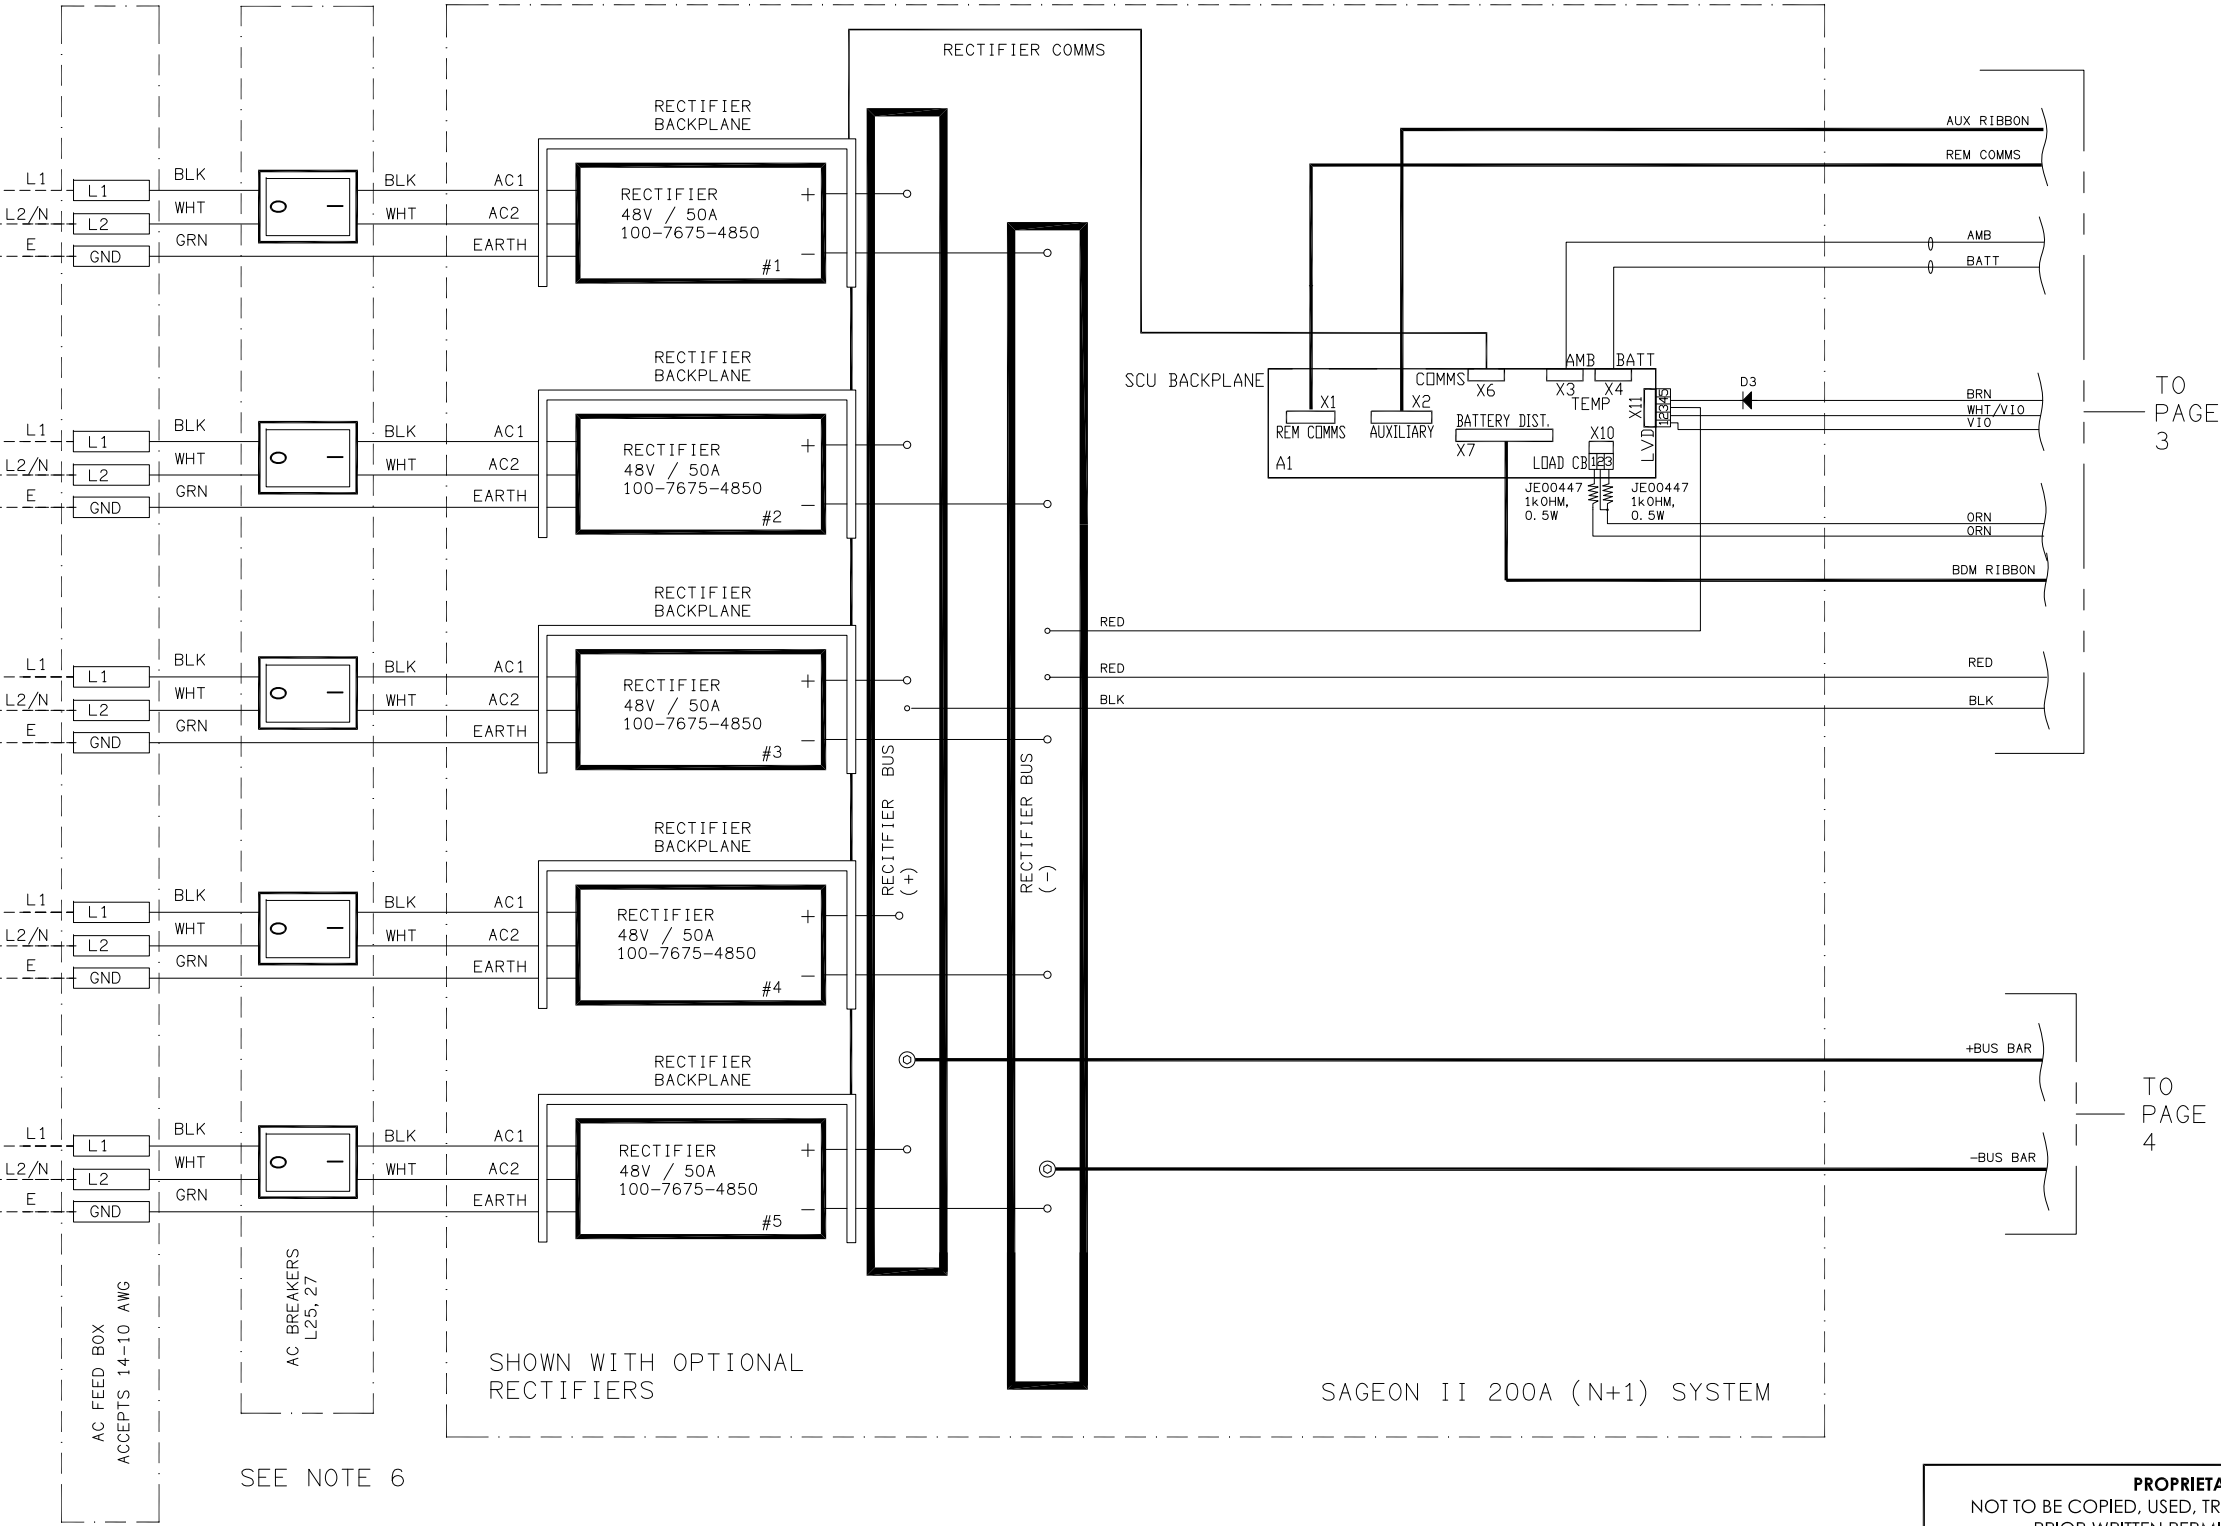 RECTIFIER COMMS
RECTIFIER
BACKPLANE
L1
L1
BLK
BLK
AC1
L2/N
L2
WHT
WHT
AC2
E
GND
GRN
EARTH
0
I
RECTIFIER
48V / 50A
100-7675-4850
#1
+
-
RECTIFIER
BACKPLANE
L1
L1
BLK
BLK
AC1
L2/N
L2
WHT
WHT
AC2
E
GND
GRN
EARTH
0
I
RECTIFIER
48V / 50A
100-7675-4850
#2
+
-
RECTIFIER
BACKPLANE
L1
L1
BLK
BLK
AC1
L2/N
L2
WHT
WHT
AC2
E
GND
GRN
EARTH
0
I
RECTIFIER
48V / 50A
100-7675-4850
#3
+
-
RECTIFIER
BACKPLANE
L1
L1
BLK
BLK
AC1
L2/N
L2
WHT
WHT
AC2
E
GND
GRN
EARTH
0
I
RECTIFIER
48V / 50A
100-7675-4850
#4
+
-
RECTIFIER
BACKPLANE
L1
L1
BLK
BLK
AC1
L2/N
L2
WHT
WHT
AC2
E
GND
GRN
EARTH
0
I
RECTIFIER
48V / 50A
100-7675-4850
#5
+
-
RECITFIER BUS
(+)
RECTIFIER BUS
(-)
AUX RIBBON
REM COMMS
AMB
BATT
SCU BACKPLANE
A1
X1
REM COMMS
X2
AUXILIARY
COMMS
X6
AMB
X3
BATT
X4
TEMP
BATTERY DIST.
X7
X10
LOAD CB
123
X11
12345
LVD
D3
BRN
WHT/VIO
VIO
JE00447
1kOHM,
0.5W
JE00447
1kOHM,
0.5W
ORN
ORN
BDM RIBBON
RED
RED
RED
BLK
BLK
TO
PAGE
3
+BUS BAR
-BUS BAR
TO
PAGE
4
AC FEED BOX
ACCEPTS 14-10 AWG
AC BREAKERS
L25,27
SHOWN WITH OPTIONAL
RECTIFIERS
SAGEON II 200A (N+1) SYSTEM
SEE NOTE 6
NOT TO BE COPIED, USED,